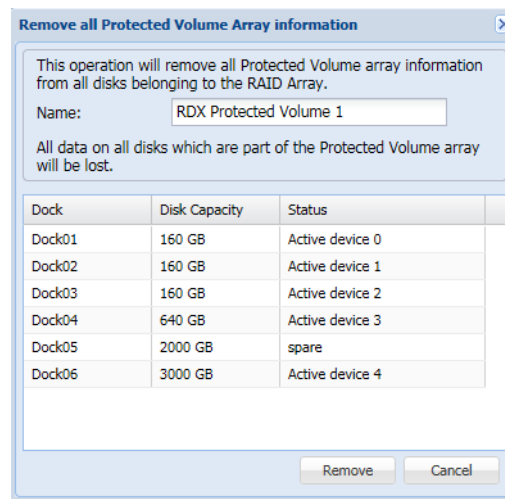 Remove all Protected Volume Array information
This operation will remove all Protected Volume array information
from all disks belonging to the RAID Array.
Name: RDX Protected Volume 1
All data on all disks which are part of the Protected Volume array
will be lost.
Dock Disk Capacity Status
Dock01 160 GB Active device 0
Dock02 160 GB Active device 1
Dock03 160 GB Active device 2
Dock04 640 GB Active device 3
Dock05 2000 GB spare
Dock06 3000 GB Active device 4
Remove Cancel